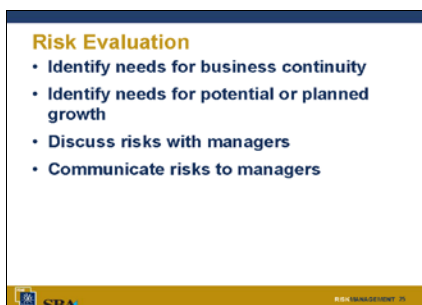 Risk Evaluation
• Identify needs for business continuity
• Identify needs for potential or planned
growth
• Discuss risks with managers
• Communicate risks to managers
SBA
RISK MANAGEMENT